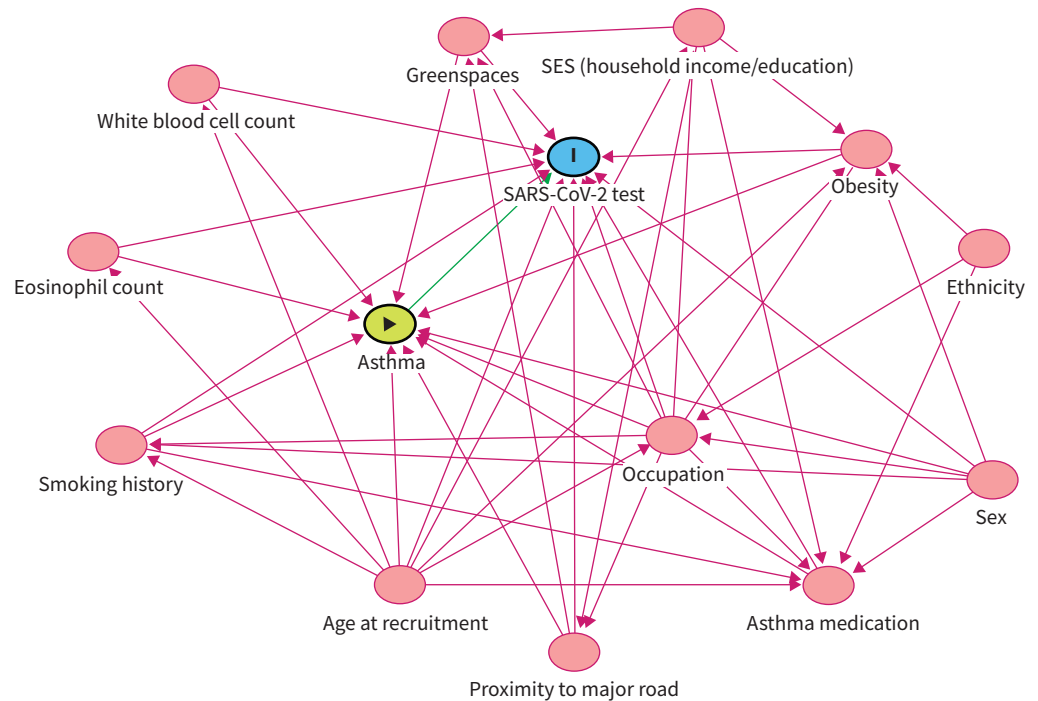 SES (household income/education)
Greenspaces
White blood cell count
I
SARS-CoV-2 test
Obesity
Eosinophil count
Ethnicity
Asthma
Smoking history
Occupation
Sex
Age at recruitment
Asthma medication
Proximity to major road